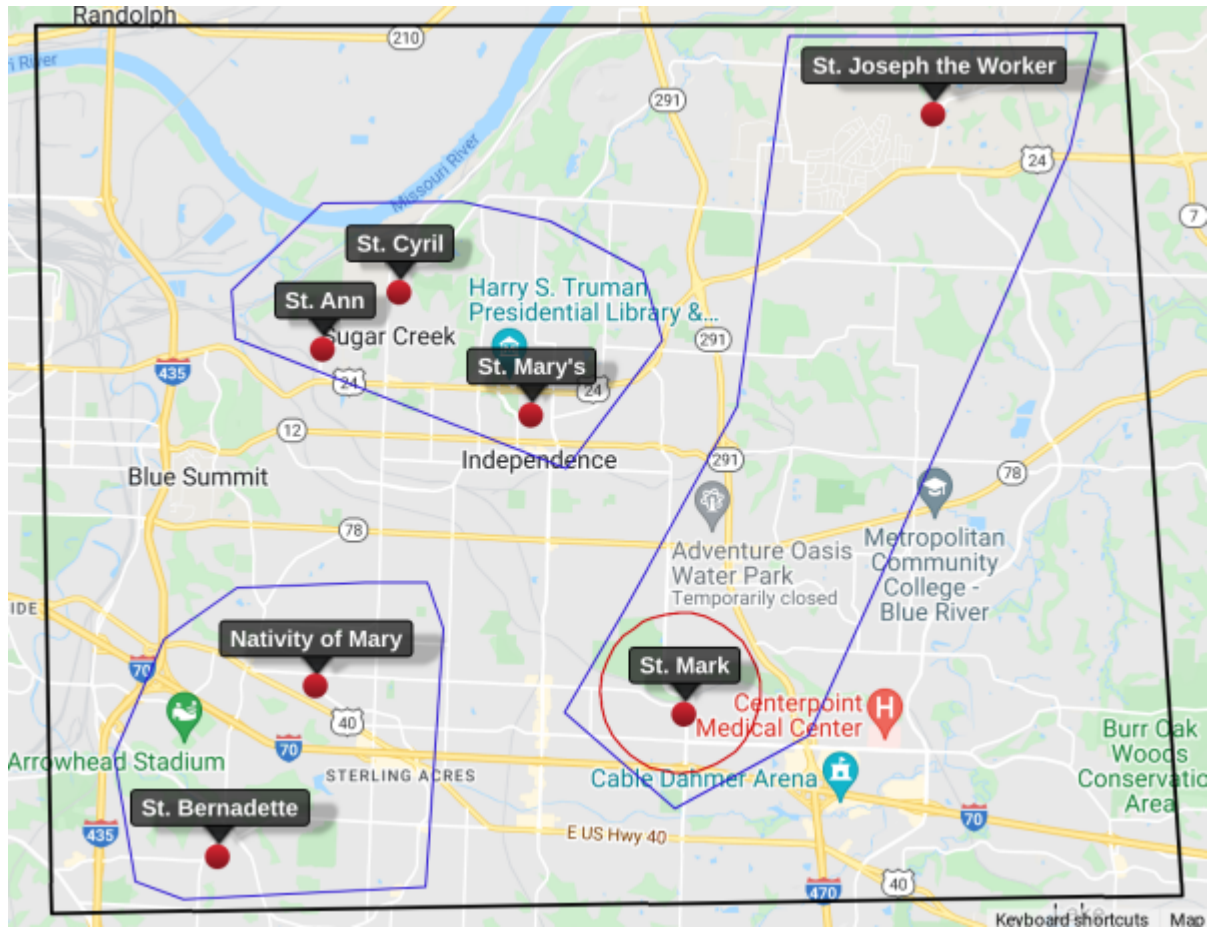 Randolph
210
ri River
St. Joseph the Worker
291
Missouri River
24
7
St. Cyril
Harry S. Truman
Presidential Library &...
St. Ann
Sugar Creek
291
435
St. Mary's
24
24
12
Independence
291
Blue Summit
78
78
Adventure Oasis
Water Park
Temporarily closed
Metropolitan
Community
College -
Blue River
IDE
Nativity of Mary
St. Mark
70
40
Centerpoint
Medical Center
H
70
Arrowhead Stadium
STERLING ACRES
Cable Dahmer Arena
Burr Oak
Woods
Conservatio
Area
St. Bernadette
435
E US Hwy 40
70
470
40
Lake
Keyboard shortcuts
Map